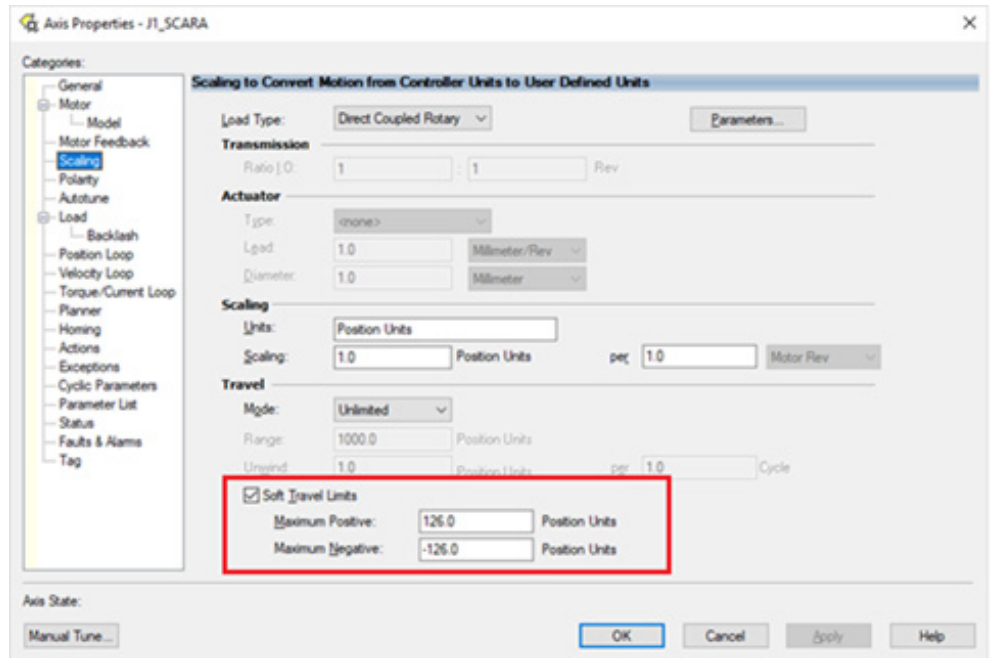 Axis Properties - J1_SCARA
Categories:
General
Motor
Model
Motor Feedback
Scaling
Polarity
Autotune
Load
Backlash
Position Loop
Velocity Loop
Torque/Current Loop
Planner
Homing
Actions
Exceptions
Cyclic Parameters
Parameter List
Status
Faults & Alarms
Tag
Scaling to Convert Motion from Controller Units to User Defined Units
Load Type: Direct Coupled Rotary Parameters...
Transmission
Ratio I:O: 1 : 1 Rev
Actuator
Type: <none>
Lead: 1.0 Millimeter/Rev
Diameter: 1.0 Millimeter
Scaling
Units: Position Units
Scaling: 1.0 Position Units per 1.0 Motor Rev
Travel
Mode: Unlimited
Range: 1000.0 Position Units
Unwind: 1.0 Position Units per 1.0 Cycle
Soft Travel Limits
Maximum Positive: 126.0 Position Units
Maximum Negative: -126.0 Position Units
Axis State:
Manual Tune... OK Cancel Apply Help